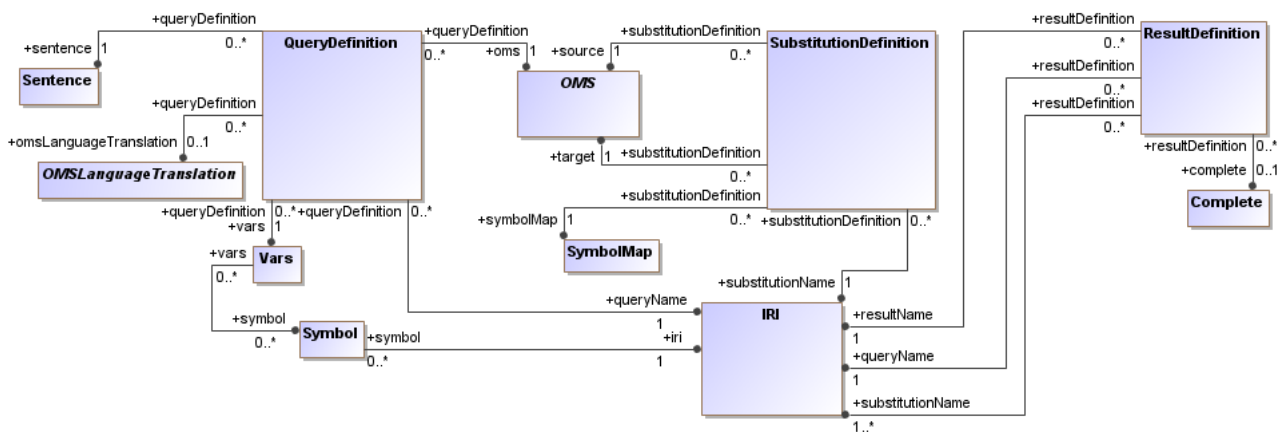 +queryDefinition
0..*
+sentence
1
Sentence
+queryDefinition
0..*
+omsLanguageTranslation
0..1
OMSLanguageTranslation
QueryDefinition
+queryDefinition
0..*
+oms
1
+queryDefinition
0..*
+vars
1
Vars
+queryDefinition
0..*
+vars
0..*
+symbol
0..*
Symbol
+symbol
0..*
+iri
1
+queryName
1
OMS
+source
1
+substitutionDefinition
0..*
+target
1
+substitutionDefinition
0..*
+substitutionDefinition
0..*
+symbolMap
1
SymbolMap
SubstitutionDefinition
+substitutionDefinition
0..*
+substitutionName
1
IRI
+resultName
1
+queryName
1
+substitutionName
1..*
+resultDefinition
0..*
+resultDefinition
0..*
+resultDefinition
0..*
ResultDefinition
+resultDefinition
0..*
+complete
0..1
Complete